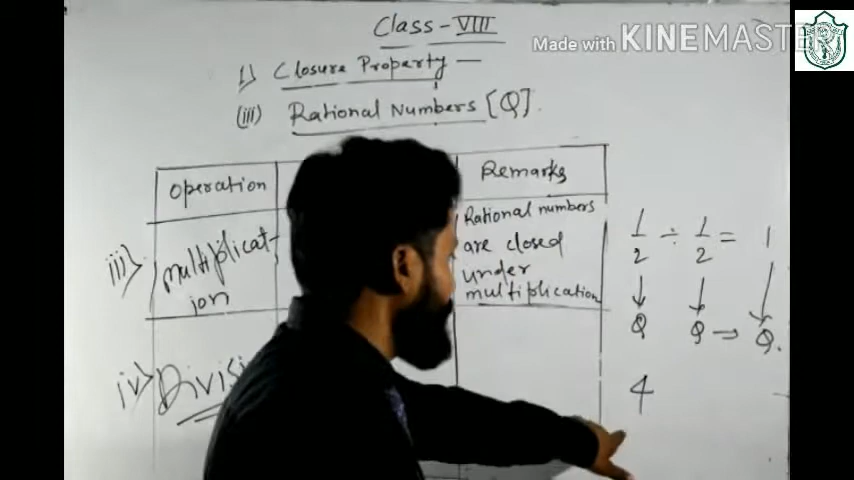 Class - VIII
Made with KINEMASTER
1) Closure Property —
(iii) Rational Numbers [Q].
Operation
Remarks
iii) Multiplicat-
ion
Rational numbers
are closed
under
multiplication
1/2 ÷ 1/2 = 1
↓ ↓ ↓
Q Q → Q.
iv) Divisi
4